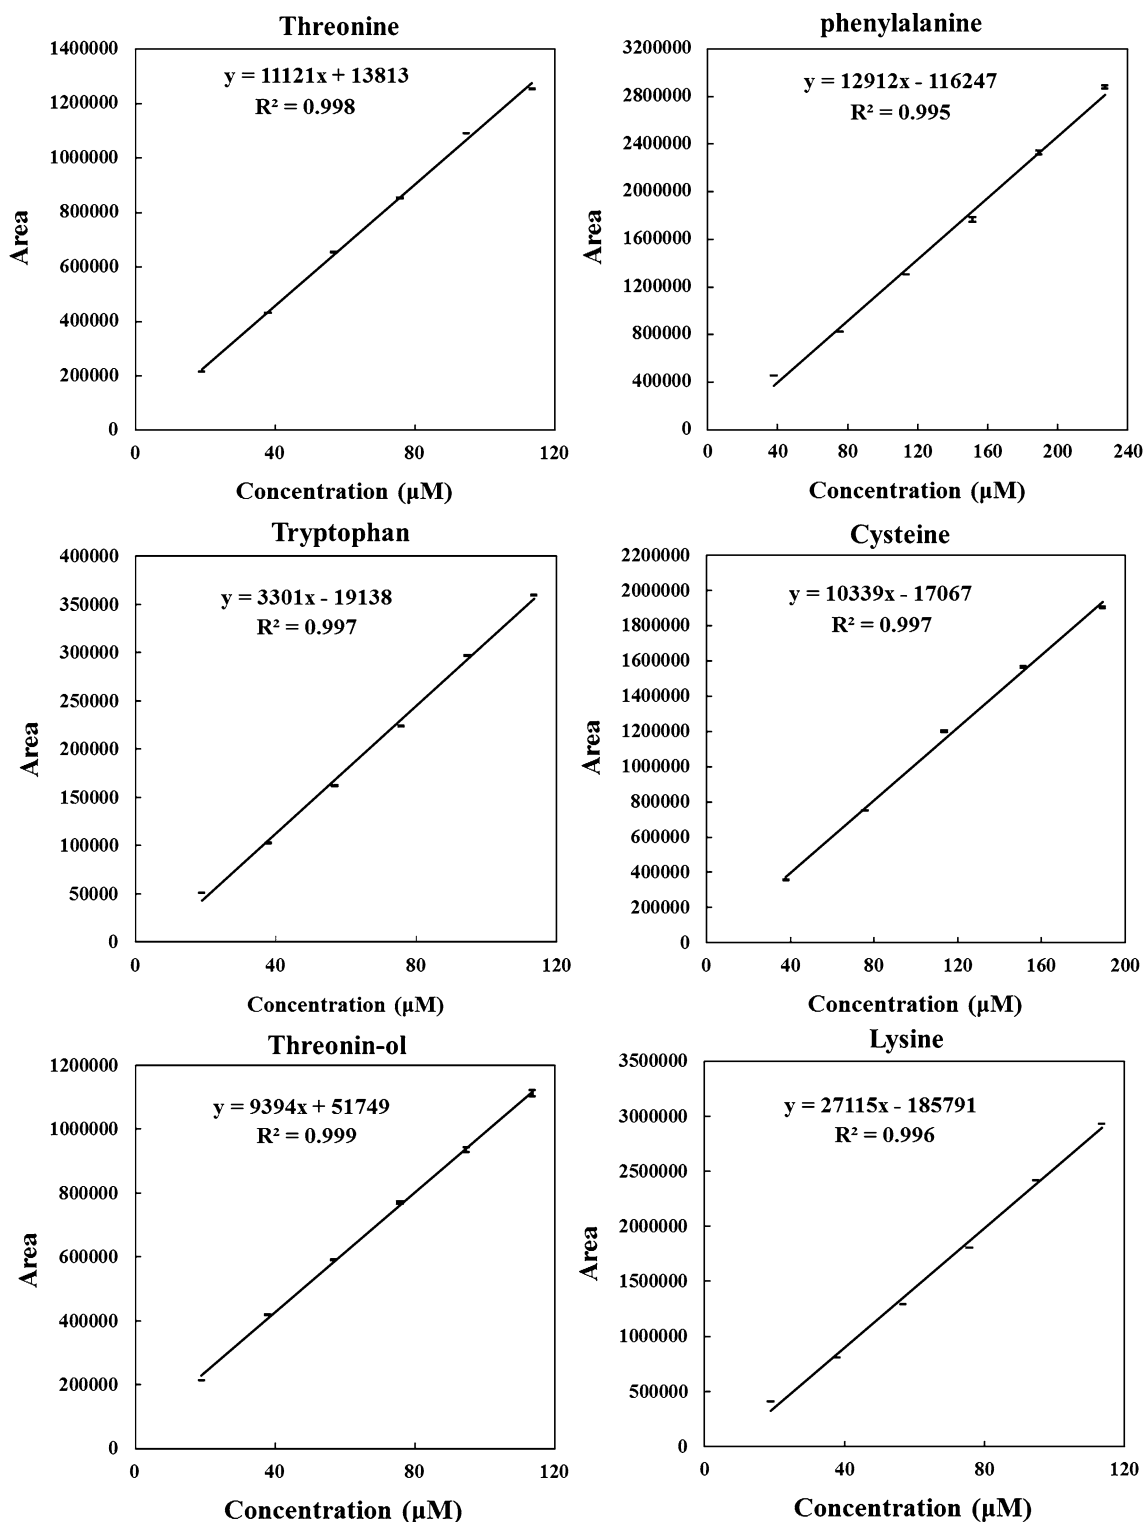 Threonine
y = 11121x + 13813
R² = 0.998
1400000
1200000
1000000
800000
600000
400000
200000
0
0 40 80 120
Area
Concentration (μM)
phenylalanine
y = 12912x - 116247
R² = 0.995
3200000
2800000
2400000
2000000
1600000
1200000
800000
400000
0
0 40 80 120 160 200 240
Area
Concentration (μM)
Tryptophan
y = 3301x - 19138
R² = 0.997
400000
350000
300000
250000
200000
150000
100000
50000
0
0 40 80 120
Area
Concentration (μM)
Cysteine
y = 10339x - 17067
R² = 0.997
2200000
2000000
1800000
1600000
1400000
1200000
1000000
800000
600000
400000
200000
0
0 40 80 120 160 200
Area
Concentration (μM)
Threonin-ol
y = 9394x + 51749
R² = 0.999
1200000
1000000
800000
600000
400000
200000
0
0 40 80 120
Area
Concentration (μM)
Lysine
y = 27115x - 185791
R² = 0.996
3500000
3000000
2500000
2000000
1500000
1000000
500000
0
0 40 80 120
Area
Concentration (μM)